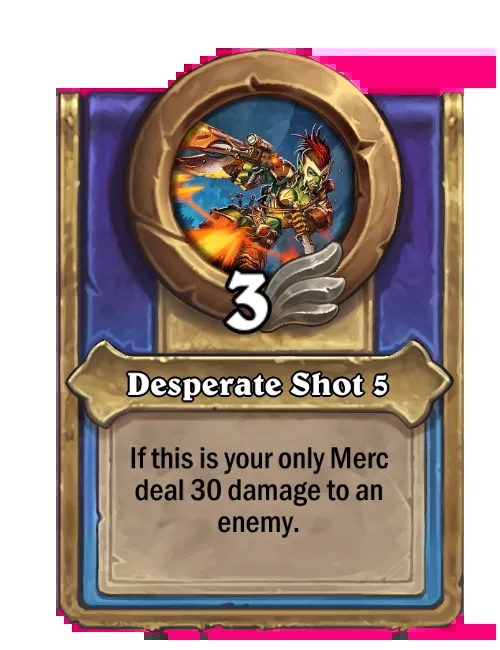 3
Desperate Shot 5
If this is your only Merc
deal 30 damage to an
enemy.